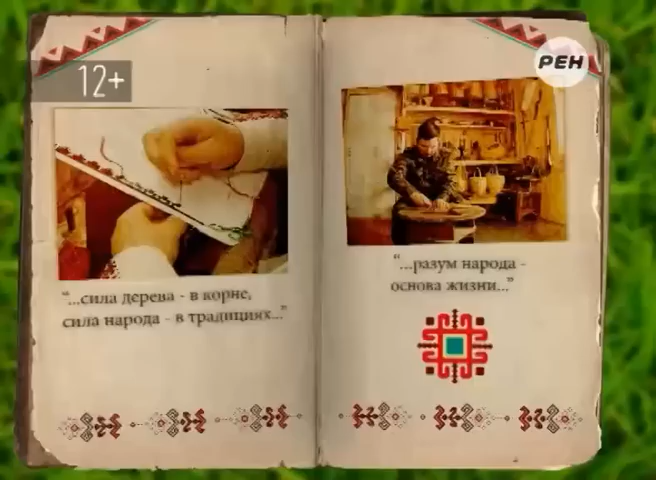 12+
РЕН
"...сила дерева - в корне,
сила народа - в традициях..."
"...разум народа -
основа жизни..."